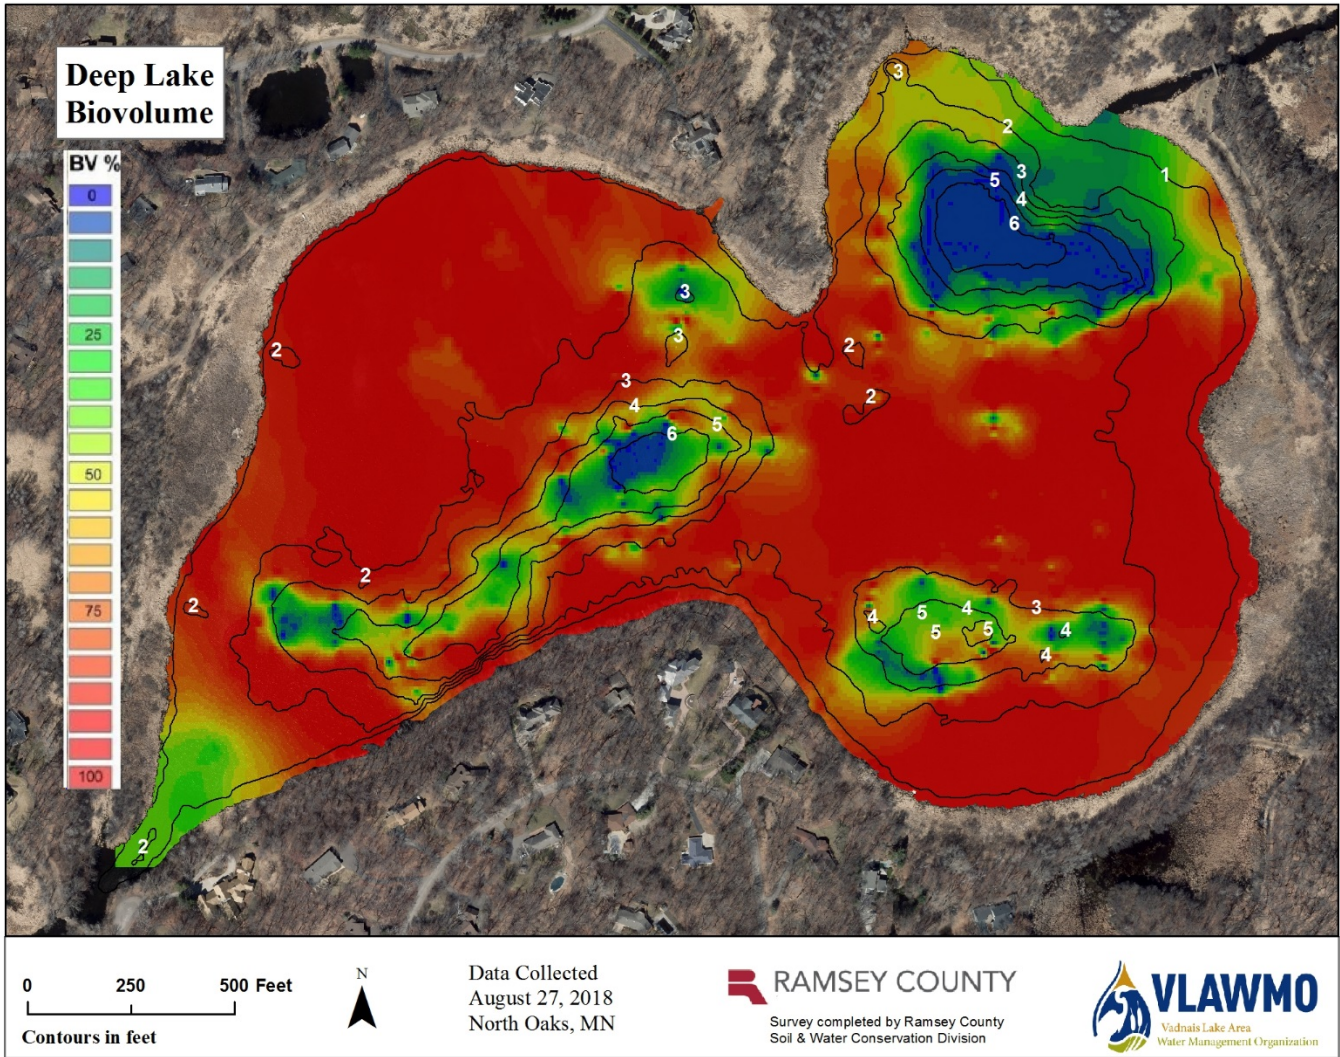 Deep Lake
Biovolume
BV %
0
25
50
75
100
3
2
1
3
5
4
6
3
3
2
2
2
3
4
5
6
2
2
3
4
5
4
5
5
4
4
2
0 250 500 Feet
Contours in feet
N
Data Collected
August 27, 2018
North Oaks, MN
RAMSEY COUNTY
Survey completed by Ramsey County
Soil & Water Conservation Division
VLAWMO
Vadnais Lake Area
Water Management Organization